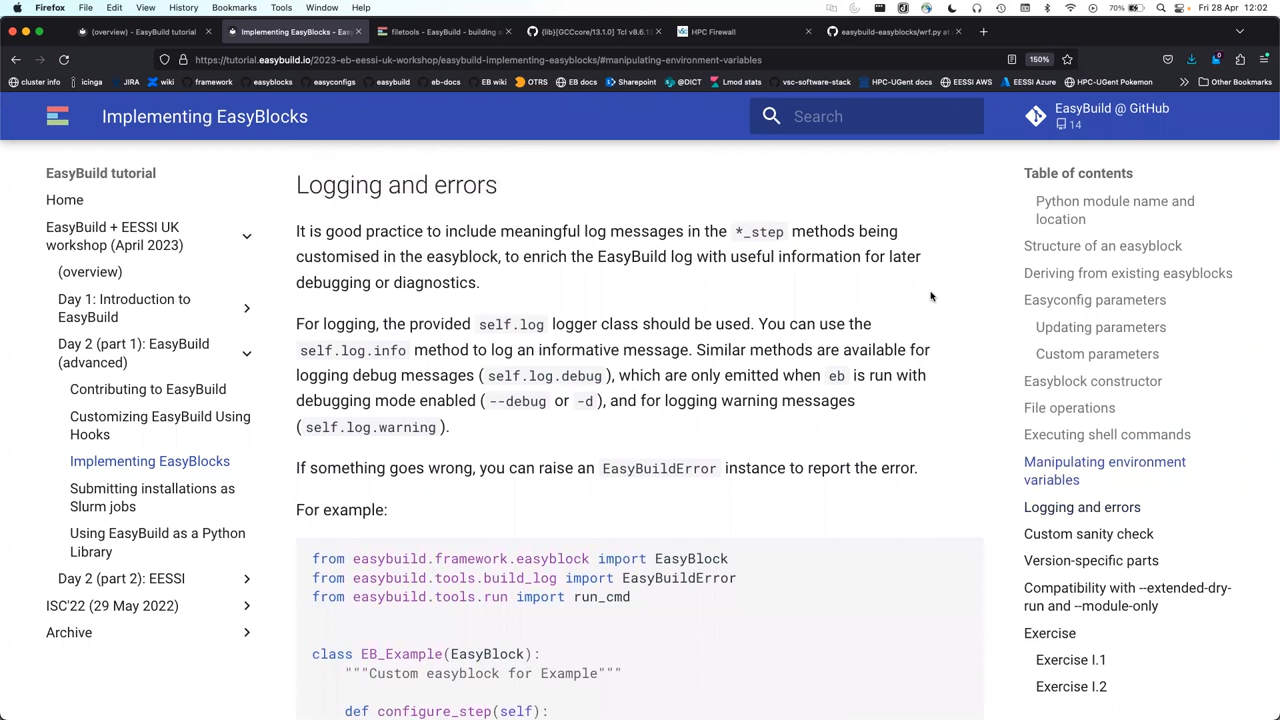 Firefox File Edit View History Bookmarks Tools Window Help 70% Fri 28 Apr 12:02
(overview) - EasyBuild tutorial
Implementing EasyBlocks - Eas
filetools - EasyBuild - building s
{lib}[GCCcore/13.1.0] Tcl v8.6.13
HPC Firewall
easybuild-easyblocks/wrf.py at
https://tutorial.easybuild.io/2023-eb-eessi-uk-workshop/easybuild-implementing-easyblocks/#manipulating-environment-variables 150%
cluster info icinga JIRA wiki framework easyblocks easyconfigs easybuild eb-docs EB wiki OTRS EB docs Sharepoint @DICT Lmod stats vsc-software-stack HPC-UGent docs EESSI AWS EESSI Azure HPC-UGent Pokemon Other Bookmarks
Implementing EasyBlocks
Search
EasyBuild @ GitHub
14
EasyBuild tutorial
Home
EasyBuild + EESSI UK
workshop (April 2023)
(overview)
Day 1: Introduction to
EasyBuild
Day 2 (part 1): EasyBuild
(advanced)
Contributing to EasyBuild
Customizing EasyBuild Using
Hooks
Implementing EasyBlocks
Submitting installations as
Slurm jobs
Using EasyBuild as a Python
Library
Day 2 (part 2): EESSI
ISC'22 (29 May 2022)
Archive
Logging and errors
It is good practice to include meaningful log messages in the *_step methods being
customised in the easyblock, to enrich the EasyBuild log with useful information for later
debugging or diagnostics.
For logging, the provided self.log logger class should be used. You can use the
self.log.info method to log an informative message. Similar methods are available for
logging debug messages ( self.log.debug ), which are only emitted when eb is run with
debugging mode enabled ( --debug or -d ), and for logging warning messages
( self.log.warning ).
If something goes wrong, you can raise an EasyBuildError instance to report the error.
For example:
from easybuild.framework.easyblock import EasyBlock
from easybuild.tools.build_log import EasyBuildError
from easybuild.tools.run import run_cmd
class EB_Example(EasyBlock):
"""Custom easyblock for Example"""
def configure_step(self):
Table of contents
Python module name and
location
Structure of an easyblock
Deriving from existing easyblocks
Easyconfig parameters
Updating parameters
Custom parameters
Easyblock constructor
File operations
Executing shell commands
Manipulating environment
variables
Logging and errors
Custom sanity check
Version-specific parts
Compatibility with --extended-dry-
run and --module-only
Exercise
Exercise I.1
Exercise I.2